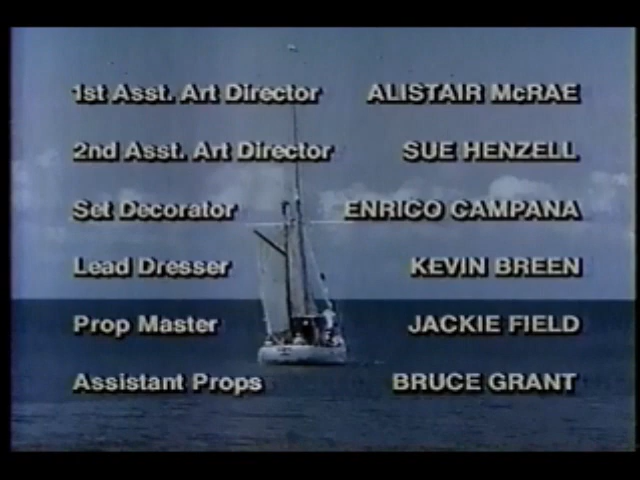 1st Asst. Art Director ALISTAIR McRAE
2nd Asst. Art Director SUE HENZELL
Set Decorator ENRICO CAMPANA
Lead Dresser KEVIN BREEN
Prop Master JACKIE FIELD
Assistant Props BRUCE GRANT